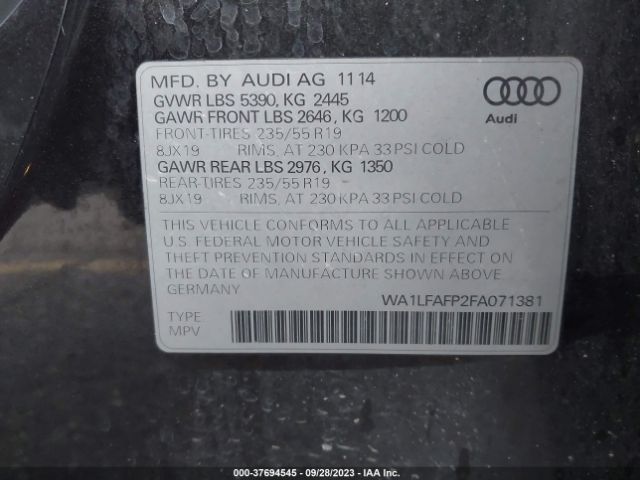 MFD. BY AUDI AG 11 14
GVWR LBS 5390, KG 2445
GAWR FRONT LBS 2646, KG 1200
FRONT-TIRES 235/55 R19
8JX19 RIMS, AT 230 KPA 33 PSI COLD
GAWR REAR LBS 2976, KG 1350
REAR-TIRES 235/55 R19
8JX19 RIMS, AT 230 KPA 33 PSI COLD
Audi
THIS VEHICLE CONFORMS TO ALL APPLICABLE
U.S. FEDERAL MOTOR VEHICLE SAFETY AND
THEFT PREVENTION STANDARDS IN EFFECT ON
THE DATE OF MANUFACTURE SHOWN ABOVE
GERMANY
WA1LFAFP2FA071381
TYPE:
MPV
000-37694545 - 09/28/2023 - IAA Inc.